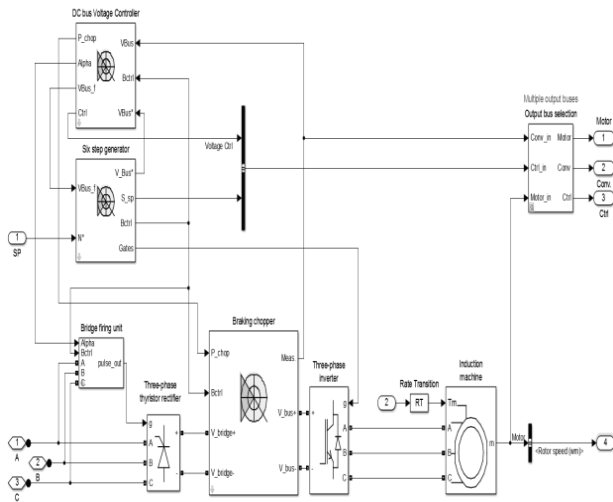 DC bus Voltage Controller
P_chop
Alpha
VBus_f
Ctrl
VBus
Bctrl
VBus*
Six step generator
VBus_f
N*
V_Bus*
S_sp
Bctrl
Gates
1
SP
Voltage Ctrl
Multiple output buses
Output bus selection
Conv_in
Ctrl_in
Motor_in
Motor
Conv
Ctrl
Motor
1
2
Conv.
3
Ctrl
Bridge firing unit
Alpha
Bctrl
A
B
C
pulse_out
Three-phase
thyristor rectifier
g
A
B
C
+
-
1
A
2
B
3
C
Braking chopper
P_chop
Bctrl
V_bridge+
V_bridge-
Meas.
V_bus+
V_bus-
Three-phase
inverter
g
+
-
A
B
C
2
Rate Transition
RT
Induction
machine
Tm
A
B
C
m
Motor
<Rotor speed (wm)>
4